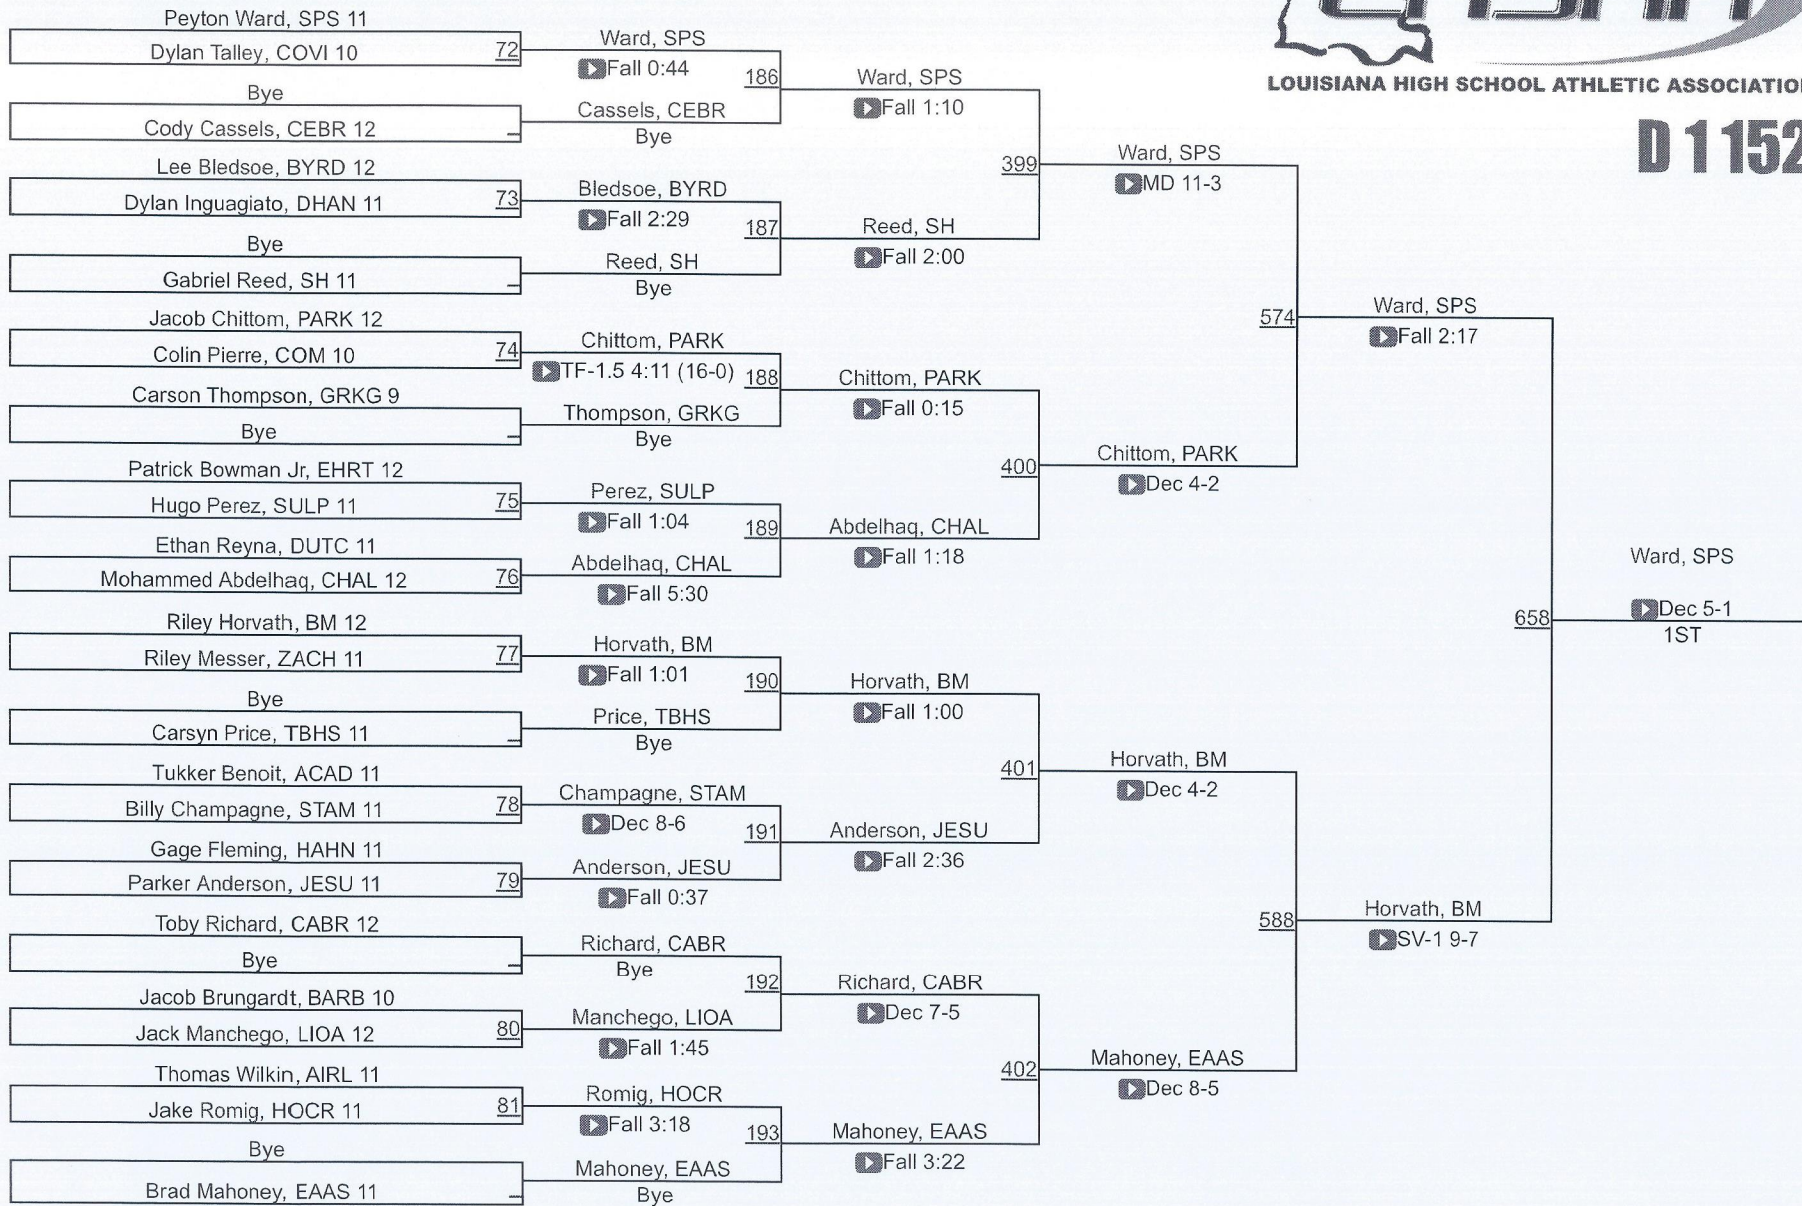 LOUISIANA HIGH SCHOOL ATHLETIC ASSOCIATION
D 1 152
Peyton Ward, SPS 11
Dylan Talley, COVI 10
72
Bye
Cody Cassels, CEBR 12
Lee Bledsoe, BYRD 12
Dylan Inguagiato, DHAN 11
73
Bye
Gabriel Reed, SH 11
Jacob Chittom, PARK 12
Colin Pierre, COM 10
74
Carson Thompson, GRKG 9
Bye
Patrick Bowman Jr, EHRT 12
Hugo Perez, SULP 11
75
Ethan Reyna, DUTC 11
Mohammed Abdelhaq, CHAL 12
76
Riley Horvath, BM 12
Riley Messer, ZACH 11
77
Bye
Carsyn Price, TBHS 11
Tukker Benoit, ACAD 11
Billy Champagne, STAM 11
78
Gage Fleming, HAHN 11
Parker Anderson, JESU 11
79
Toby Richard, CABR 12
Bye
Jacob Brungardt, BARB 10
Jack Manchego, LIOA 12
80
Thomas Wilkin, AIRL 11
Jake Romig, HOCR 11
81
Bye
Brad Mahoney, EAAS 11
Ward, SPS
Fall 0:44
186
Cassels, CEBR
Bye
Bledsoe, BYRD
Fall 2:29
187
Reed, SH
Bye
Chittom, PARK
TF-1.5 4:11 (16-0)
188
Thompson, GRKG
Bye
Perez, SULP
Fall 1:04
189
Abdelhaq, CHAL
Fall 5:30
Horvath, BM
Fall 1:01
190
Price, TBHS
Bye
Champagne, STAM
Dec 8-6
191
Anderson, JESU
Fall 0:37
Richard, CABR
Bye
192
Manchego, LIOA
Fall 1:45
Romig, HOCR
Fall 3:18
193
Mahoney, EAAS
Bye
Ward, SPS
Fall 1:10
399
Reed, SH
Fall 2:00
Chittom, PARK
Fall 0:15
400
Abdelhaq, CHAL
Fall 1:18
Horvath, BM
Fall 1:00
401
Anderson, JESU
Fall 2:36
Richard, CABR
Dec 7-5
402
Mahoney, EAAS
Fall 3:22
Ward, SPS
MD 11-3
574
Chittom, PARK
Dec 4-2
Horvath, BM
Dec 4-2
588
Mahoney, EAAS
Dec 8-5
Ward, SPS
Fall 2:17
658
Horvath, BM
SV-1 9-7
Ward, SPS
Dec 5-1
1ST